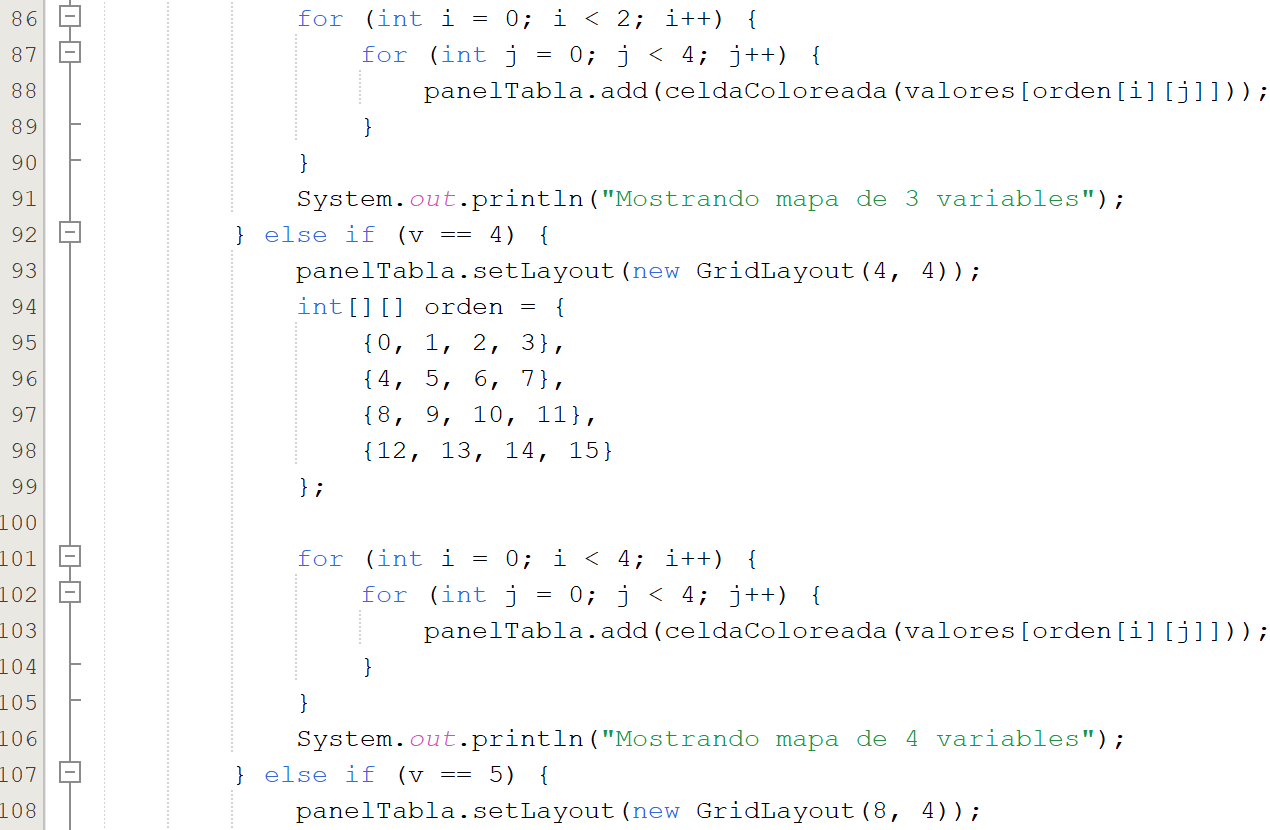 86 for (int i = 0; i < 2; i++) {
87 for (int j = 0; j < 4; j++) {
88 panelTabla.add(celdaColoreada(valores[orden[i][j]]));
89 }
90 }
91 System.out.println("Mostrando mapa de 3 variables");
92 } else if (v == 4) {
93 panelTabla.setLayout(new GridLayout(4, 4));
94 int[][] orden = {
95 {0, 1, 2, 3},
96 {4, 5, 6, 7},
97 {8, 9, 10, 11},
98 {12, 13, 14, 15}
99 };
100
101 for (int i = 0; i < 4; i++) {
102 for (int j = 0; j < 4; j++) {
103 panelTabla.add(celdaColoreada(valores[orden[i][j]]));
104 }
105 }
106 System.out.println("Mostrando mapa de 4 variables");
107 } else if (v == 5) {
108 panelTabla.setLayout(new GridLayout(8, 4));